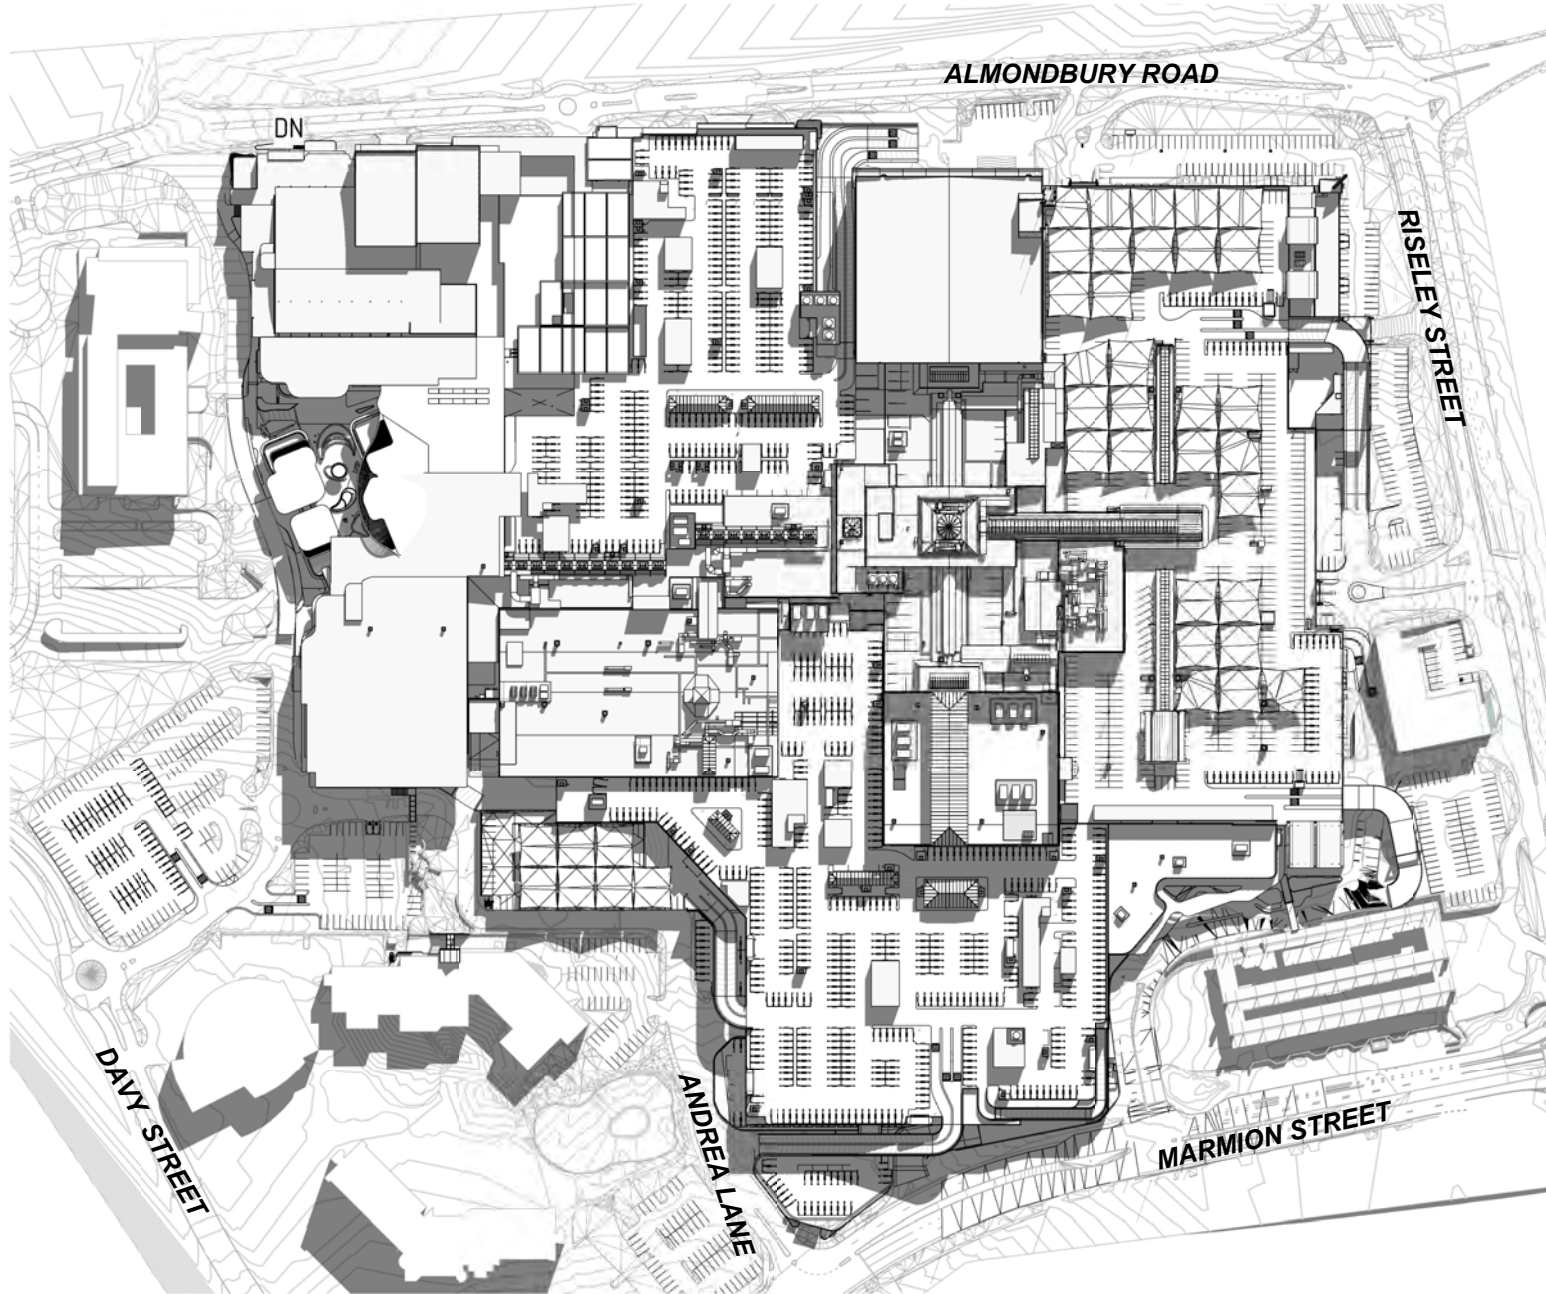 ALMONDBURY ROAD
DN
RISELEY STREET
DAVY STREET
ANDREA LANE
MARMION STREET